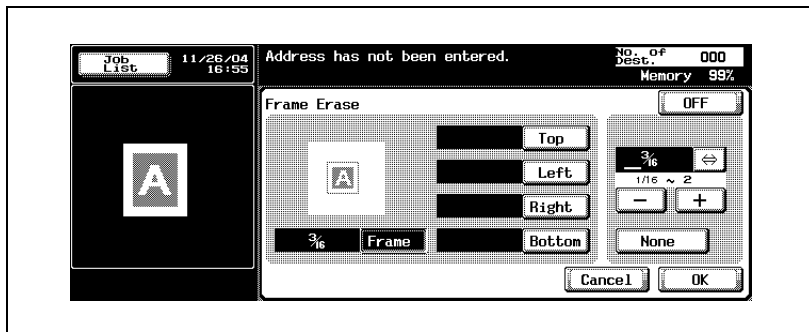 Job List
11/26/04
16:55
Address has not been entered.
No. of Dest.
000
Memory 99%
Frame Erase
OFF
A
A
Top
Left
Right
Bottom
3/16
Frame
3/16
⇔
1/16 ~ 2
−
+
None
Cancel
OK